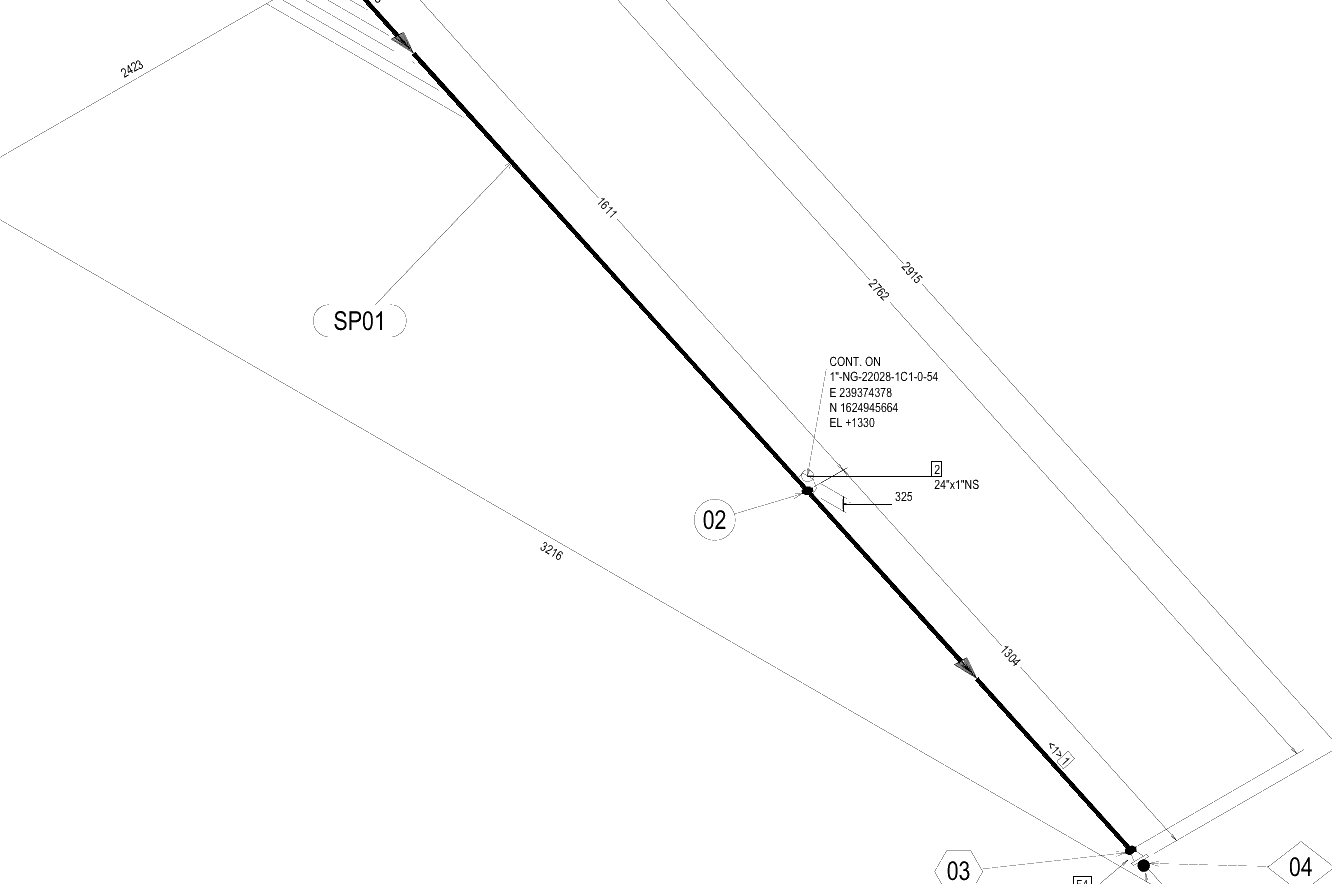 2423
1611
2915
2762
SP01
CONT. ON
1"-NG-22028-1C1-0-54
E 239374378
N 1624945664
EL +1330
2
24"x1"NS
325
02
3216
1304
<1>1
03
04